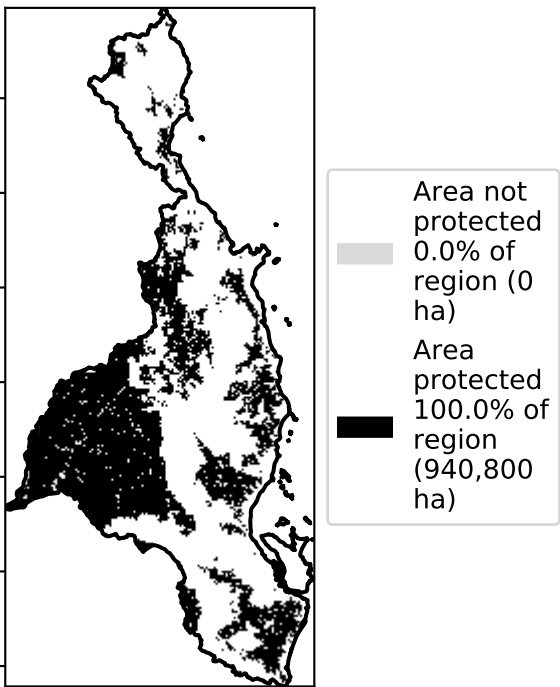 Area not
protected
0.0% of
region (0
ha)
Area
protected
100.0% of
region
(940,800
ha)